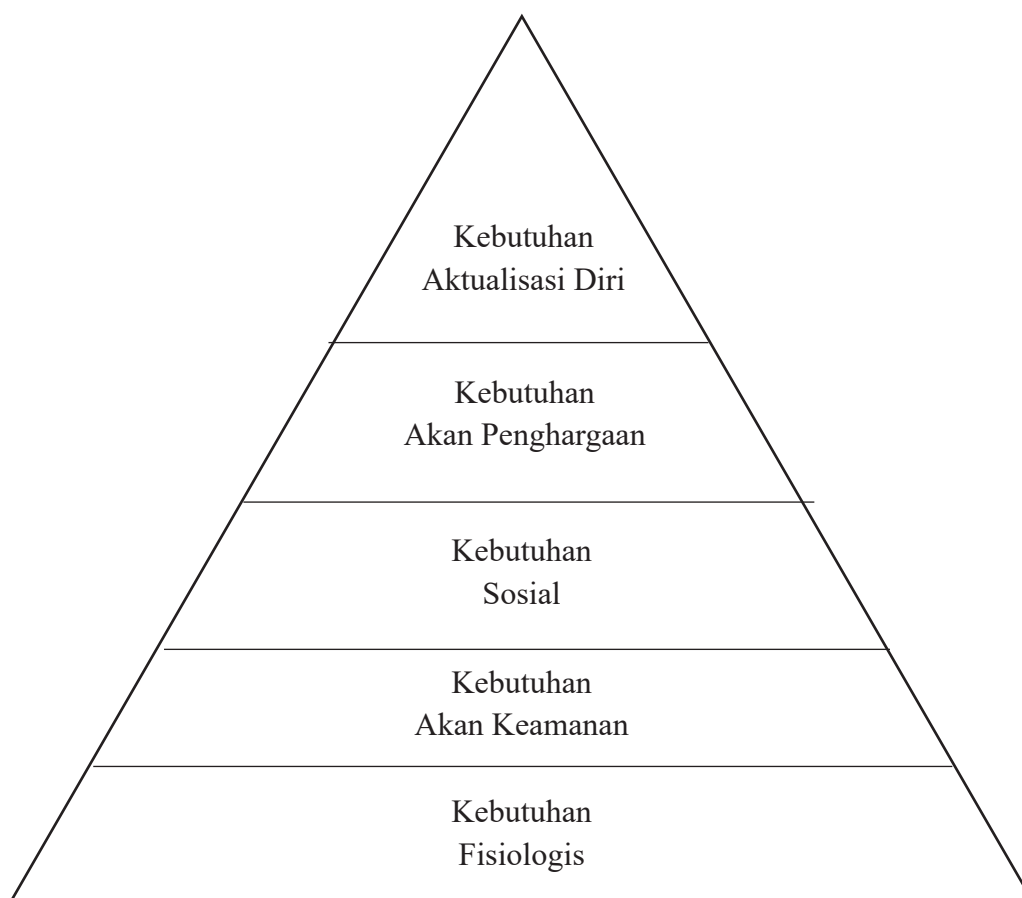 Kebutuhan
Aktualisasi Diri
Kebutuhan
Akan Penghargaan
Kebutuhan
Sosial
Kebutuhan
Akan Keamanan
Kebutuhan
Fisiologis